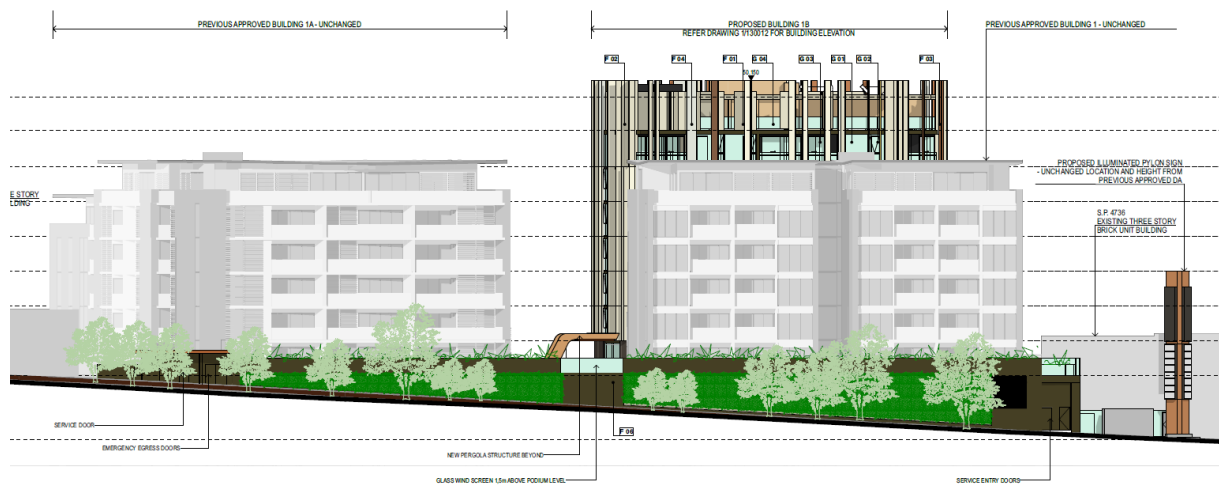 PREVIOUS APPROVED BUILDING 1A - UNCHANGED
PROPOSED BUILDING 1B
REFER DRAWING 1/130012 FOR BUILDING ELEVATION
PREVIOUS APPROVED BUILDING 1 - UNCHANGED
F 02
F 04
F 01
G 04
G 03
G 01
G 02
F 03
50,150
PROPOSED ILLUMINATED PYLON SIGN
- UNCHANGED LOCATION AND HEIGHT FROM
PREVIOUS APPROVED DA
E STORY
LDING
S.P. 4736
EXISTING THREE STORY
BRICK UNIT BUILDING
SERVICE DOOR
F 06
EMERGENCY EGRESS DOORS
NEW PERGOLA STRUCTURE BEYOND
GLASS WIND SCREEN 1,5m ABOVE PODIUM LEVEL
SERVICE ENTRY DOORS